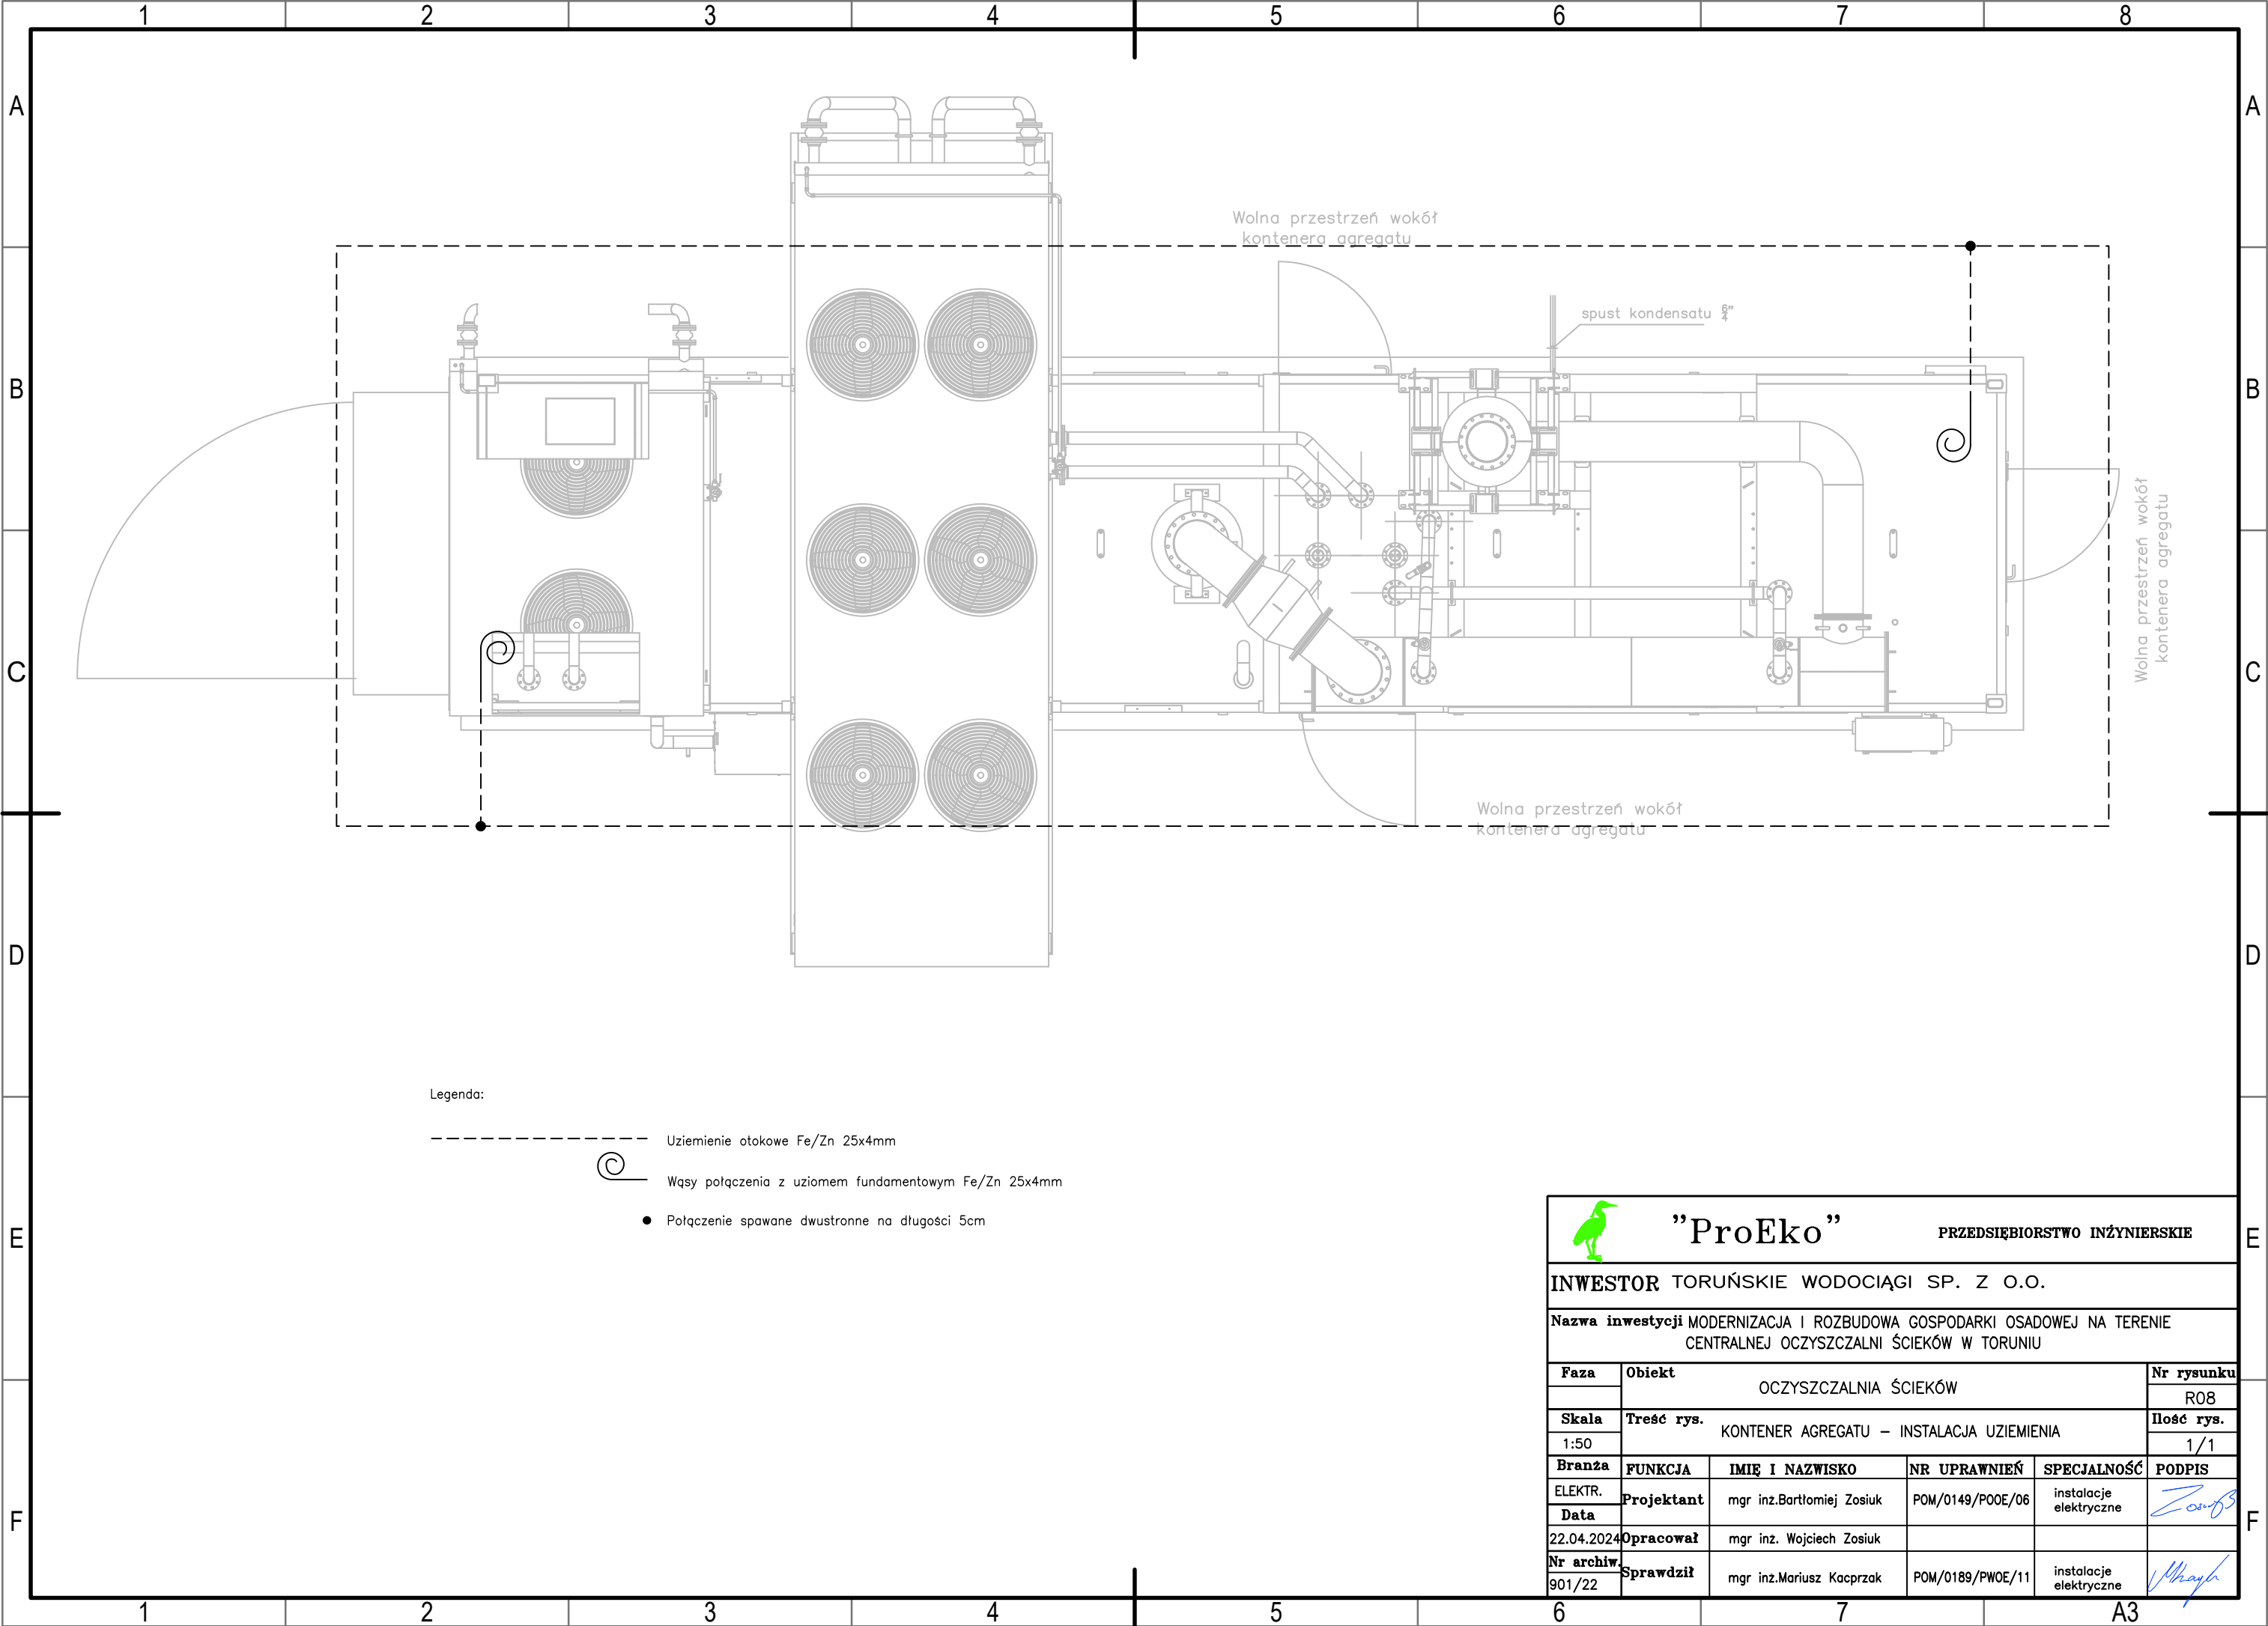 1 2 3 4 5 6 7 8
A A
Wolna przestrzeń wokół
kontenera agregatu
spust kondensatu 6/4"
B B
Wolna przestrzeń wokół
kontenera agregatu
C C
Wolna przestrzeń wokół
kontenera agregatu
D D
Legenda:
Uziemienie otokowe Fe/Zn 25x4mm
Wąsy połączenia z uziomem fundamentowym Fe/Zn 25x4mm
Połączenie spawane dwustronne na długości 5cm
E E
"ProEko" PRZEDSIĘBIORSTWO INŻYNIERSKIE
INWESTOR TORUŃSKIE WODOCIĄGI SP. Z O.O.
Nazwa inwestycji MODERNIZACJA I ROZBUDOWA GOSPODARKI OSADOWEJ NA TERENIE
CENTRALNEJ OCZYSZCZALNI ŚCIEKÓW W TORUNIU
Faza Obiekt Nr rysunku
OCZYSZCZALNIA ŚCIEKÓW R08
Skala Treść rys. Ilość rys.
1:50 KONTENER AGREGATU – INSTALACJA UZIEMIENIA 1/1
Branża FUNKCJA IMIĘ I NAZWISKO NR UPRAWNIEŃ SPECJALNOŚĆ PODPIS
ELEKTR. Projektant mgr inż.Bartłomiej Zosiuk POM/0149/POOE/06 instalacje
elektryczne
Data
22.04.2024 Opracował mgr inż. Wojciech Zosiuk
Nr archiw. Sprawdził mgr inż.Mariusz Kacprzak POM/0189/PWOE/11 instalacje
901/22 elektryczne
F F
1 2 3 4 5 6 7 A3